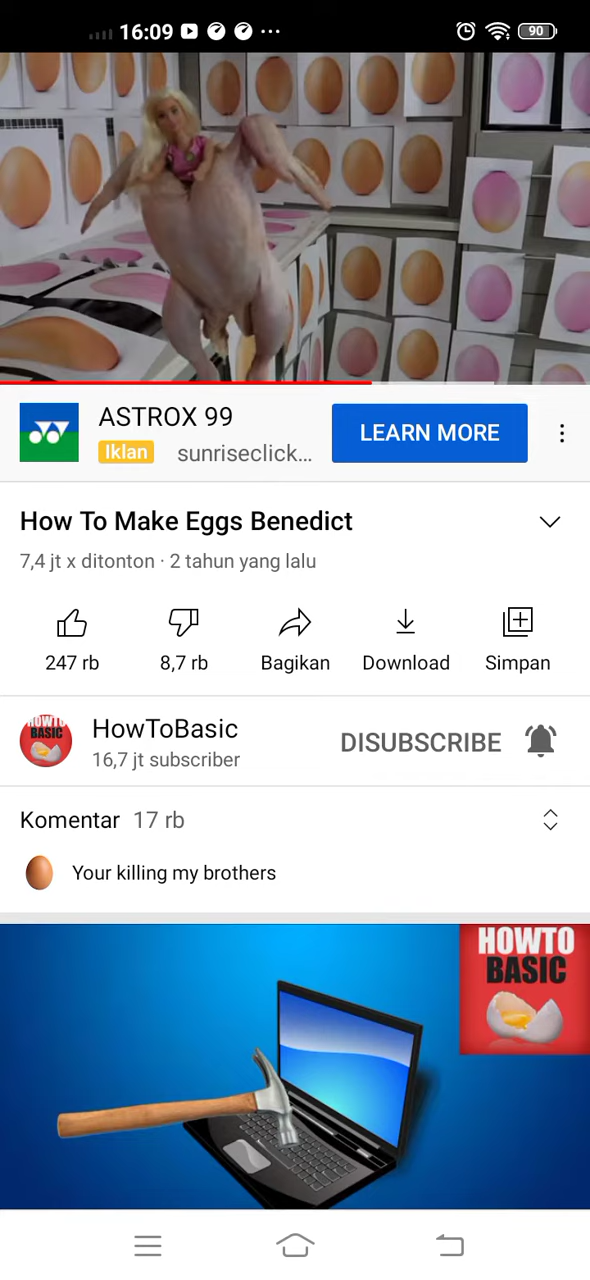 16:09
90
ASTROX 99
Iklan sunriseclick...
LEARN MORE
How To Make Eggs Benedict
7,4 jt x ditonton · 2 tahun yang lalu
247 rb
8,7 rb
Bagikan
Download
Simpan
HOWTO
BASIC
HowToBasic
16,7 jt subscriber
DISUBSCRIBE
Komentar 17 rb
Your killing my brothers
HOWTO
BASIC